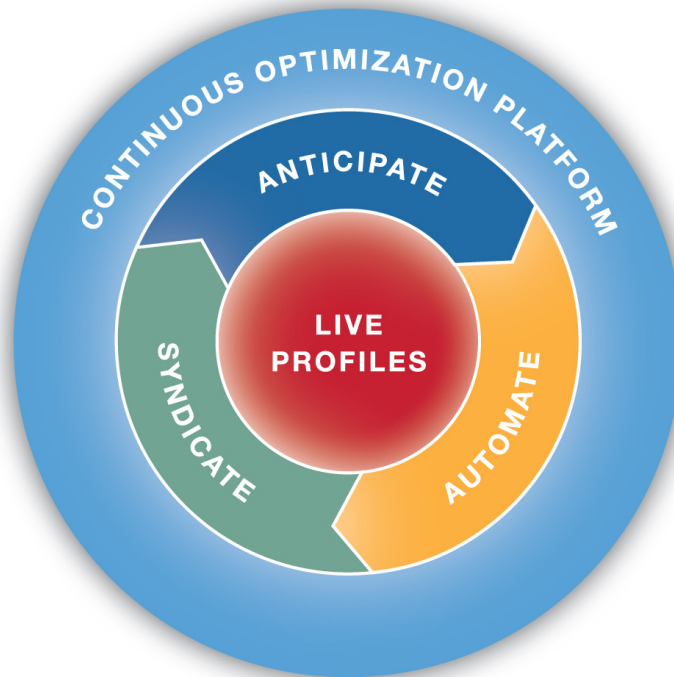 CONTINUOUS OPTIMIZATION PLATFORM
ANTICIPATE
LIVE
PROFILES
SYNDICATE
AUTOMATE